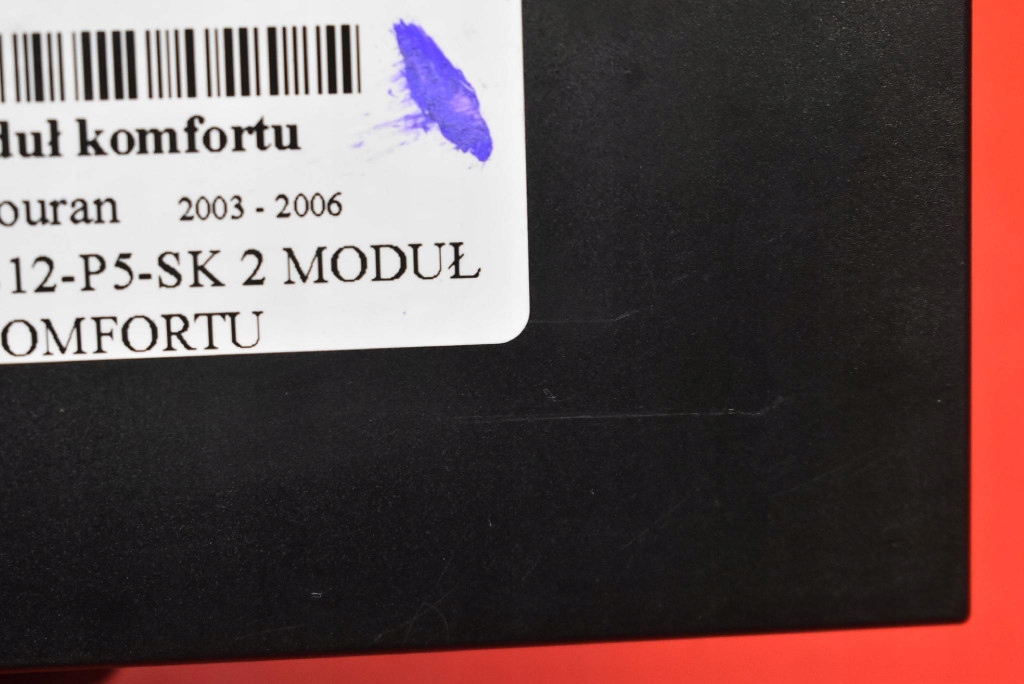 duł komfortu
ouran 2003 - 2006
12-P5-SK 2 MODUŁ
OMFORTU